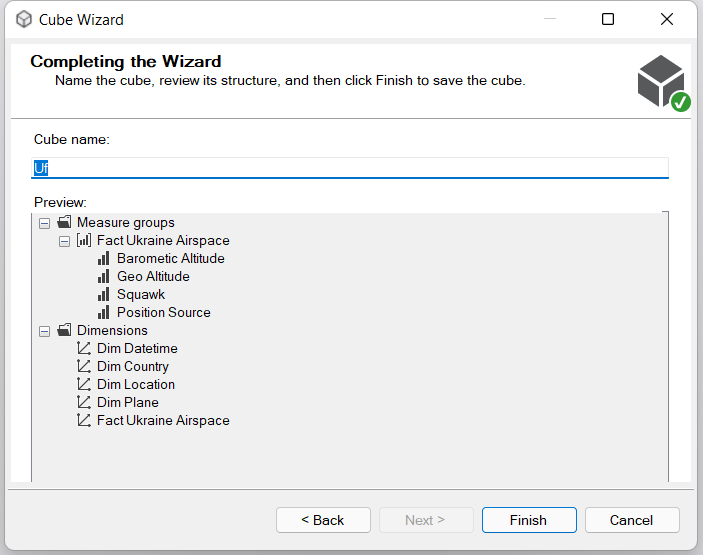 Cube Wizard
Completing the Wizard
Name the cube, review its structure, and then click Finish to save the cube.
Cube name:
Uf
Preview:
Measure groups
Fact Ukraine Airspace
Barometic Altitude
Geo Altitude
Squawk
Position Source
Dimensions
Dim Datetime
Dim Country
Dim Location
Dim Plane
Fact Ukraine Airspace
< Back Next > Finish Cancel